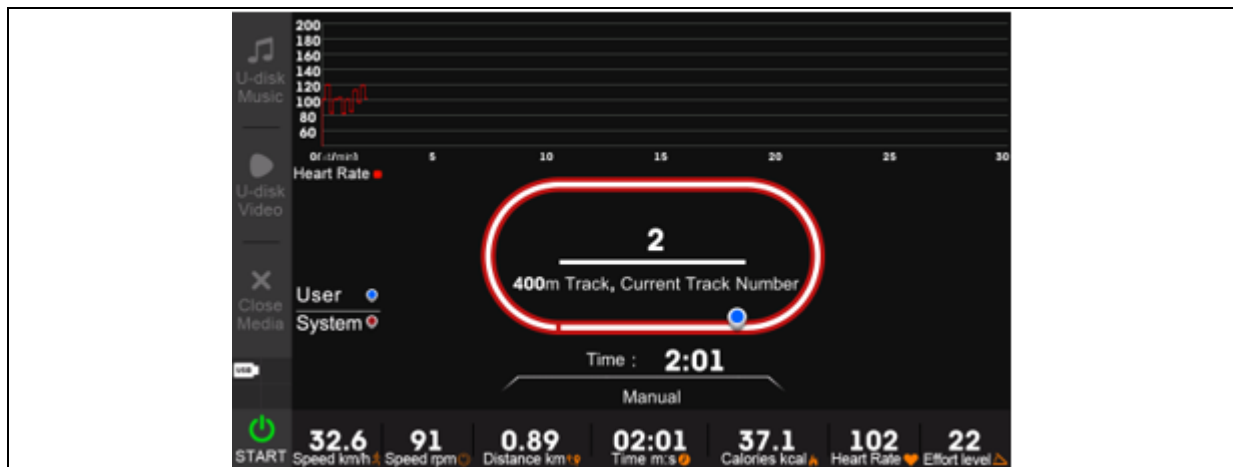 U-disk
Music
U-disk
Video
Close
Media
USB
START
200
180
160
140
120
100
80
60
5 10 15 20 25 30
Heart Rate
2
400m Track, Current Track Number
User
System
Time : 2:01
Manual
32.6 91 0.89 02:01 37.1 102 22
Speed km/h Speed rpm Distance km Time m:s Calories kcal Heart Rate Effort level